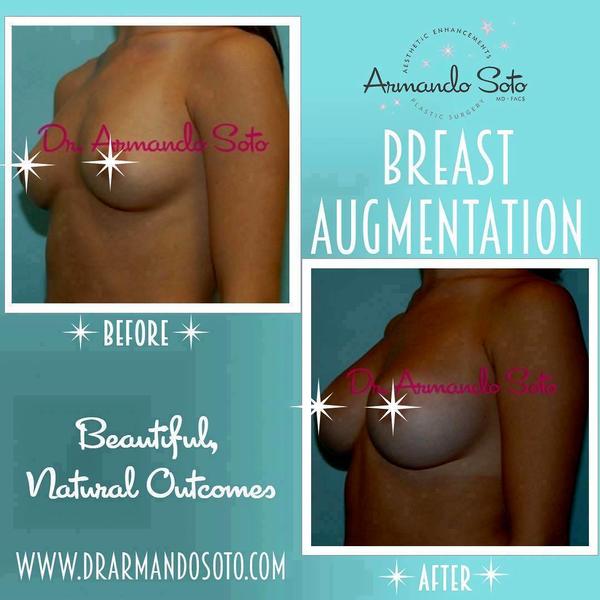 AESTHETIC ENHANCEMENTS
Armando Soto
MD • FACS
PLASTIC SURGERY
Dr. Armando Soto
BREAST
AUGMENTATION
BEFORE
Dr. Armando Soto
Beautiful,
Natural Outcomes
WWW.DRARMANDOSOTO.COM
AFTER